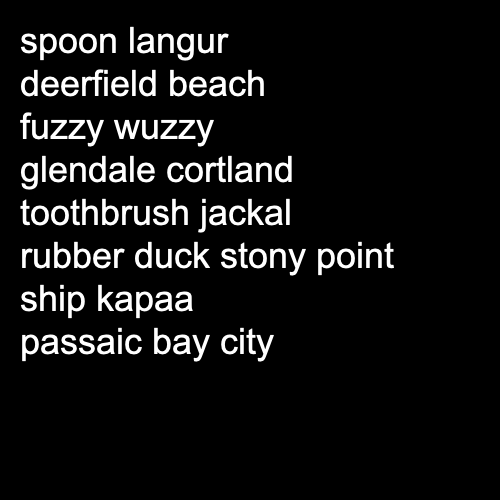 spoon langur
deerfield beach
fuzzy wuzzy
glendale cortland
toothbrush jackal
rubber duck stony point
ship kapaa
passaic bay city